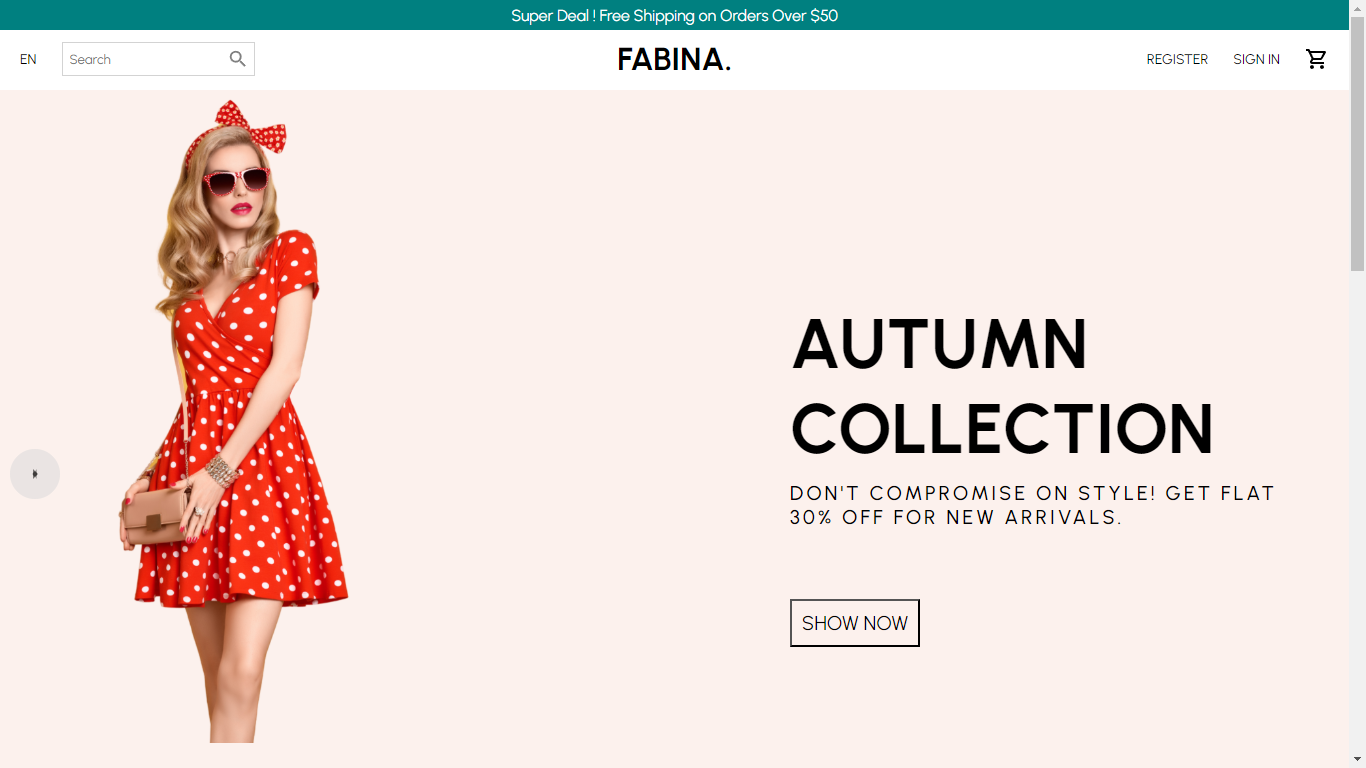 Super Deal ! Free Shipping on Orders Over $50
EN
Search
FABINA.
REGISTER
SIGN IN
AUTUMN
COLLECTION
DON'T COMPROMISE ON STYLE! GET FLAT
30% OFF FOR NEW ARRIVALS.
SHOW NOW